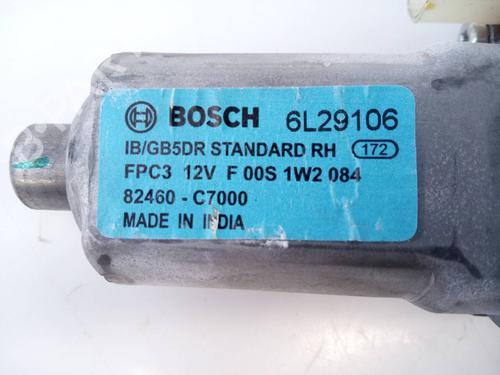 BOSCH 6L29106
IB/GB5DR STANDARD RH 172
FPC3 12V F 00S 1W2 084
82460 - C7000
MADE IN INDIA